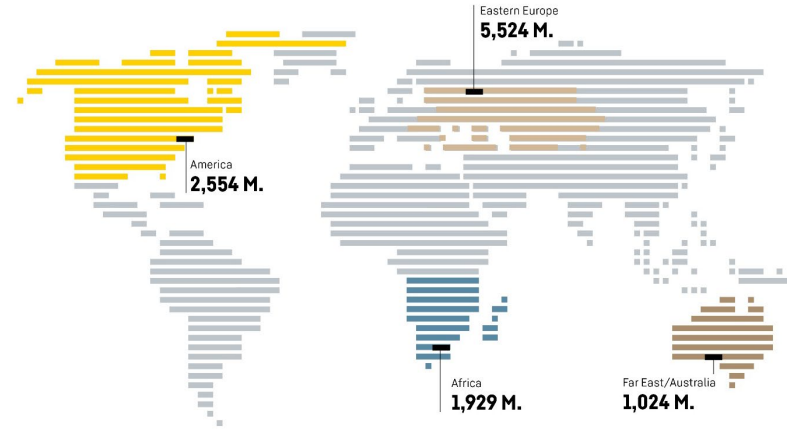 Eastern Europe
5,524 M.
America
2,554 M.
Africa
1,929 M.
Far East/Australia
1,024 M.